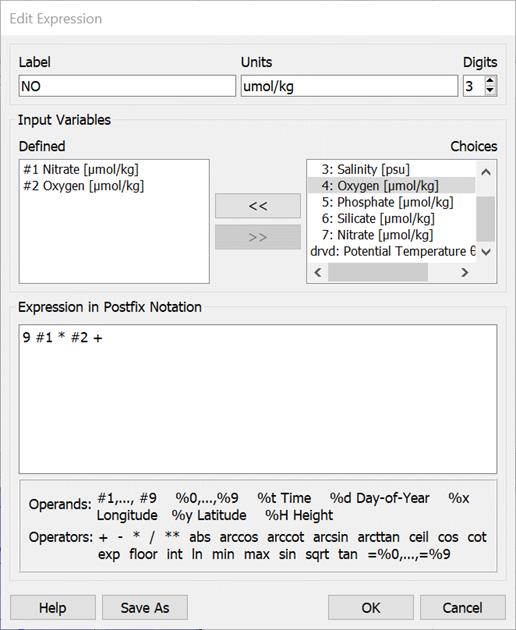 Edit Expression
Label Units Digits
NO umol/kg 3
Input Variables
Defined Choices
#1 Nitrate [µmol/kg]
#2 Oxygen [µmol/kg]
<<
>>
3: Salinity [psu]
4: Oxygen [µmol/kg]
5: Phosphate [µmol/kg]
6: Silicate [µmol/kg]
7: Nitrate [µmol/kg]
drvd: Potential Temperature θ
Expression in Postfix Notation
9 #1 * #2 +
Operands: #1,..., #9 %0,...,%9 %t Time %d Day-of-Year %x
Longitude %y Latitude %H Height
Operators: + - * / ** abs arccos arccot arcsin arcttan ceil cos cot
exp floor int ln min max sin sqrt tan =%0,...,=%9
Help Save As OK Cancel